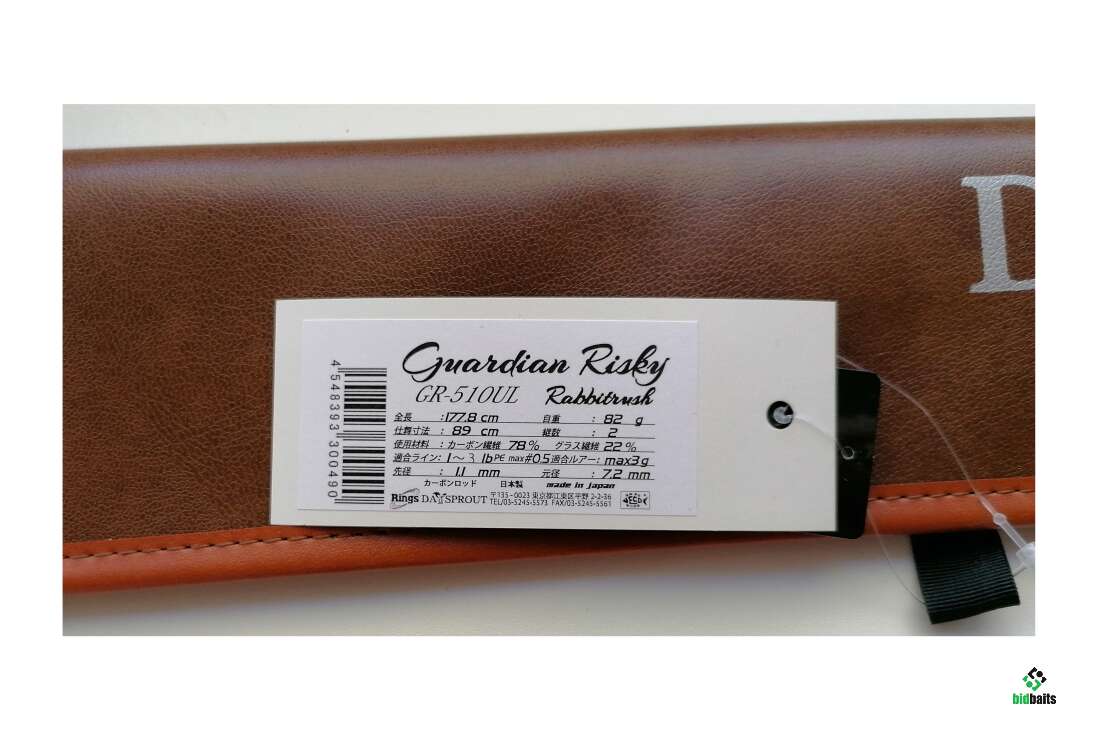 D
4 548393 300490
Guardian Risky
GR-510UL Rabbitrush
全長 :177.8 cm 自重 : 82 g
仕舞寸法 : 89 cm 継数 : 2
使用材料 : カーボン繊維 78% グラス繊維 22%
適合ライン: 1〜3 lb PE max#0.5 適合ルアー: max3g
先径 : 1.1 mm 元径 : 7.2 mm
カーボンロッド 日本製 made in japan
Rings DAYSPROUT 〒135-0023 東京都江東区平野 2-2-36
TEL/03-5245-5573 FAX/03-5245-5561
bidbaits